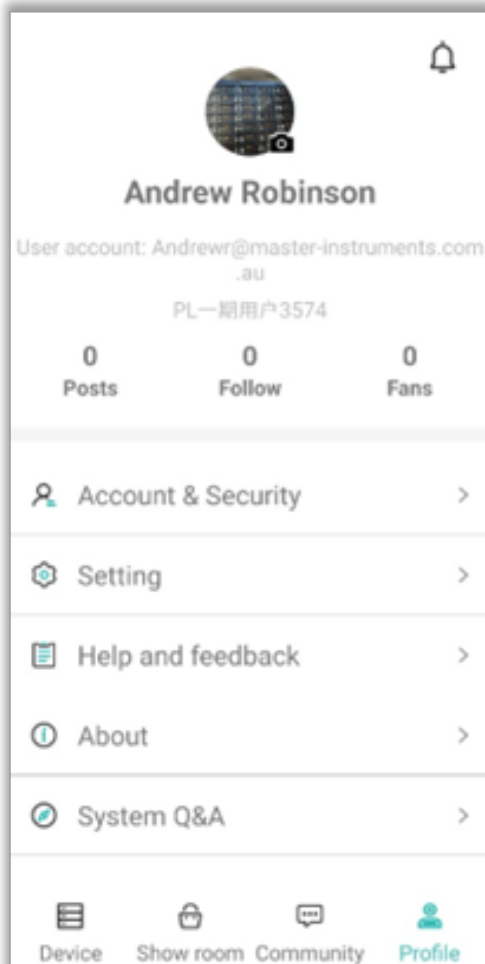 Andrew Robinson
User account: Andrewr@master-instruments.com
.au
PL一期用户3574
0 0 0
Posts Follow Fans
Account & Security
Setting
Help and feedback
About
System Q&A
Device Show room Community Profile